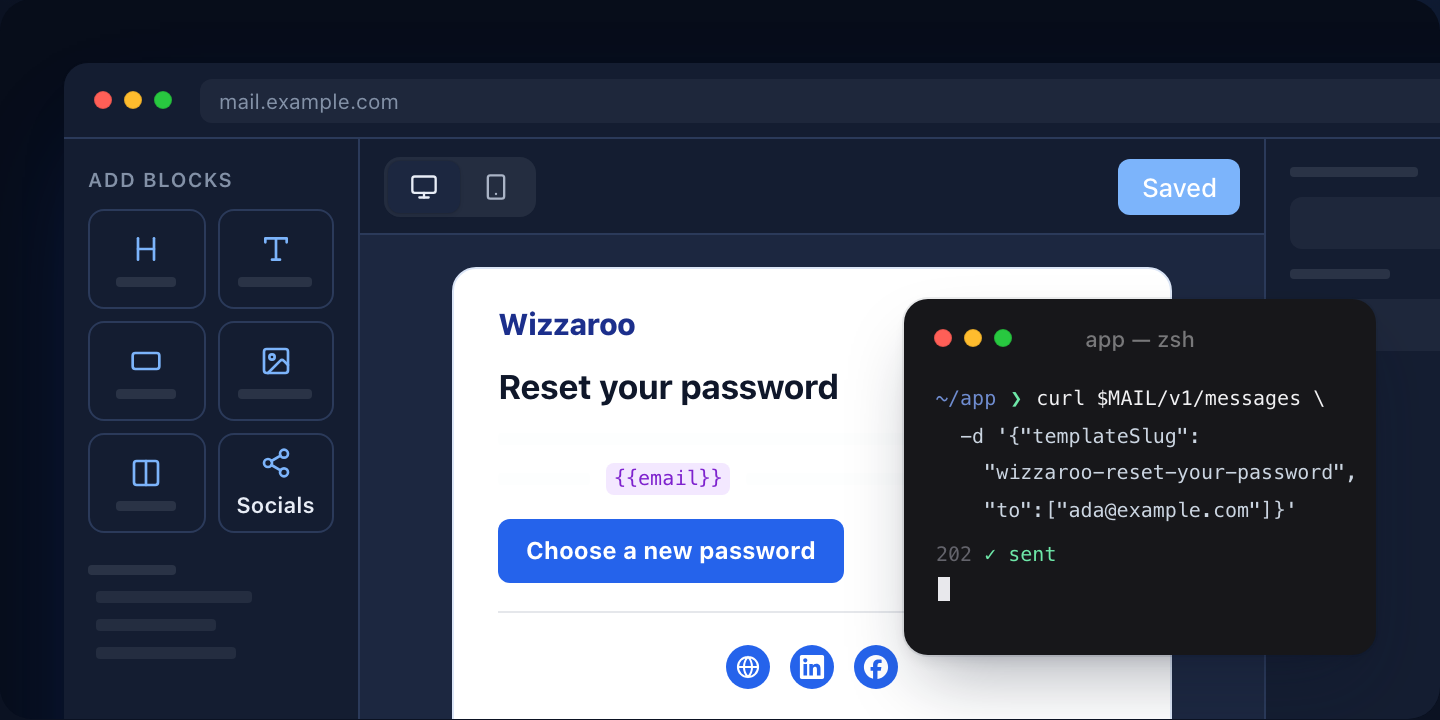 mail.example.com
ADD BLOCKS
H
T
Socials
Saved
Wizzaroo
Reset your password
{{email}}
Choose a new password
in
f
app — zsh
~/app ❯ curl $MAIL/v1/messages \
-d '{"templateSlug":
"wizzaroo-reset-your-password",
"to":["ada@example.com"]}'
202 ✓ sent